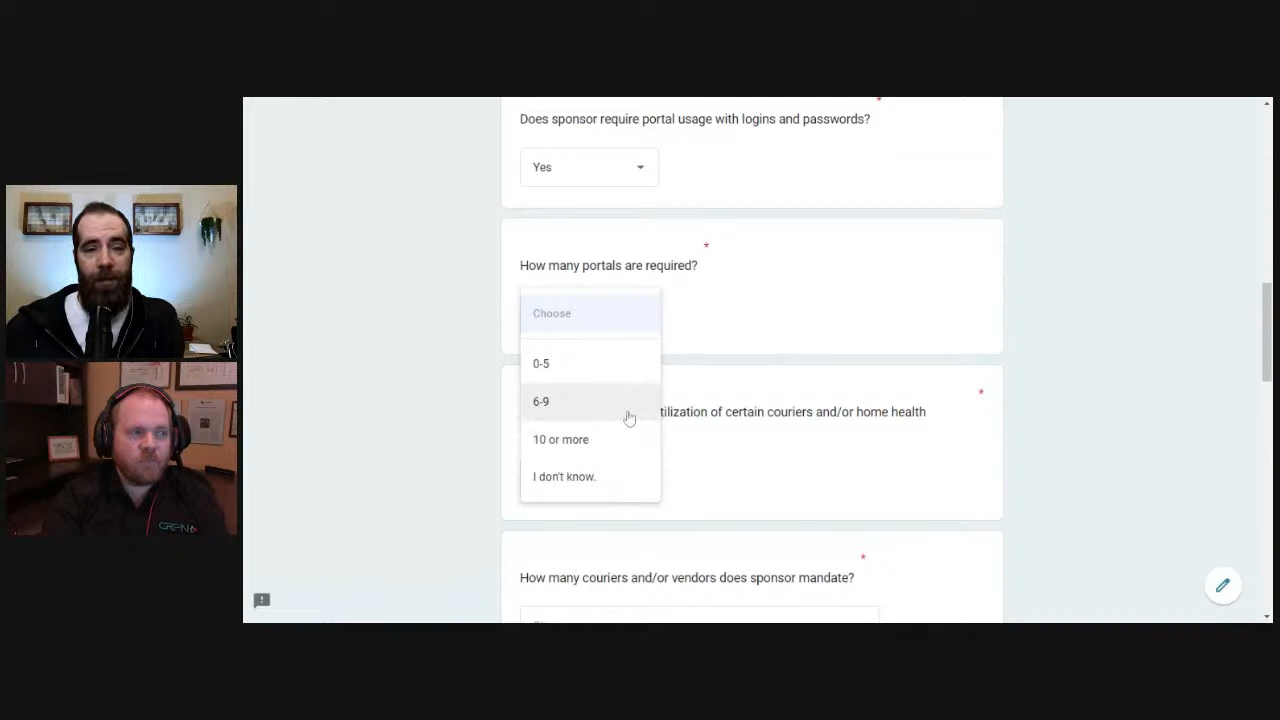 Does sponsor require portal usage with logins and passwords?
Yes
*
How many portals are required?
Choose
0-5
6-9
10 or more
I don't know.
*
tilization of certain couriers and/or home health
*
How many couriers and/or vendors does sponsor mandate?